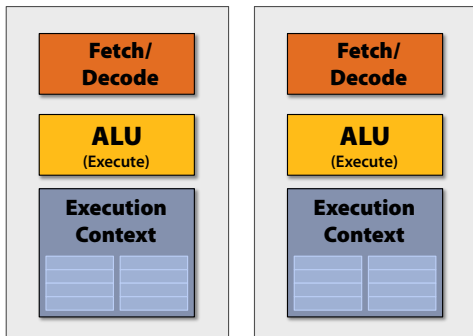 Fetch/
Decode
ALU
(Execute)
Execution
Context
Fetch/
Decode
ALU
(Execute)
Execution
Context